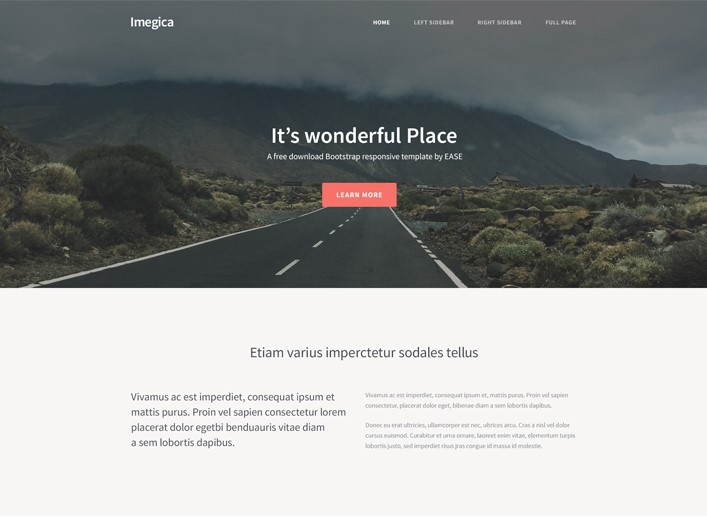 Imegica
HOME LEFT SIDEBAR RIGHT SIDEBAR FULL PAGE
It's wonderful Place
A free download Bootstrap responsive template by EASE
LEARN MORE
Etiam varius imperctetur sodales tellus
Vivamus ac est imperdiet, consequat ipsum et
mattis purus. Proin vel sapien consectetur lorem
placerat dolor egetbi benduauris vitae diam
a sem lobortis dapibus.
Vivamus ac est imperdiet, consequat ipsum et, mattis purus. Proin vel sapien
consectetur, placerat dolor eget, bibenae diam a sem lobortis dapibus.
Donec eu erat ultricies, ullamcorper est nec, ultrices arcu. Cras a nisl vel dolor
cursus euismod. Curabitur et urna ornare, laoreet enim vitae, elementum turpis
lobortis justo, sed imperdiet risus jras congue id massa id molestie.